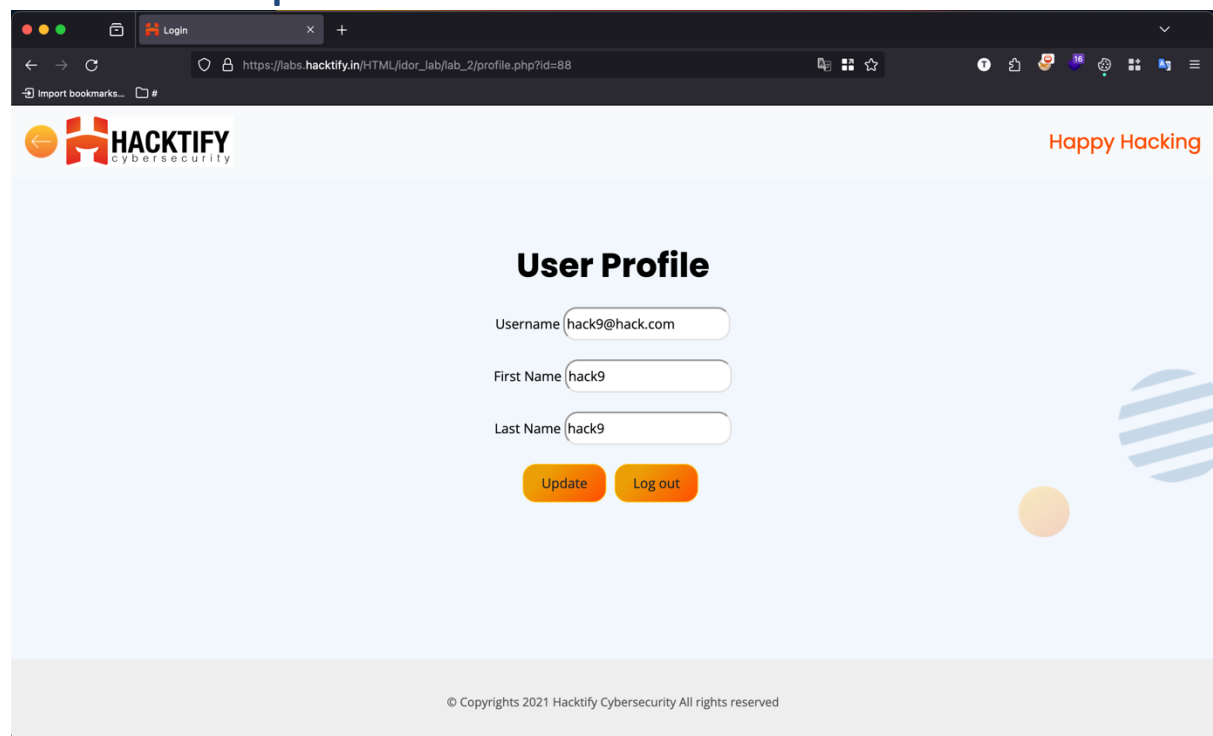 Login
https://labs.hacktify.in/HTML/idor_lab/lab_2/profile.php?id=88
16
Import bookmarks... #
HACKTIFY
cybersecurity
Happy Hacking
User Profile
Username hack9@hack.com
First Name hack9
Last Name hack9
Update Log out
© Copyrights 2021 Hacktify Cybersecurity All rights reserved